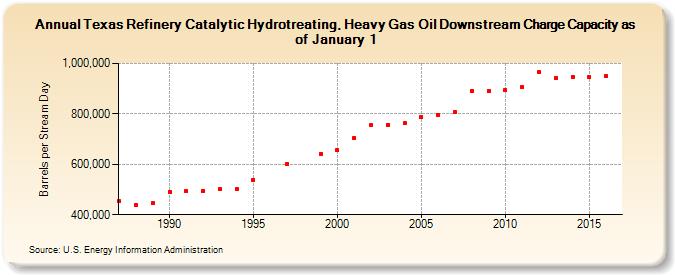 Annual Texas Refinery Catalytic Hydrotreating, Heavy Gas Oil Downstream Charge Capacity as
of January 1
Barrels per Stream Day
1,000,000
800,000
600,000
400,000
1990 1995 2000 2005 2010 2015
Source: U.S. Energy Information Administration